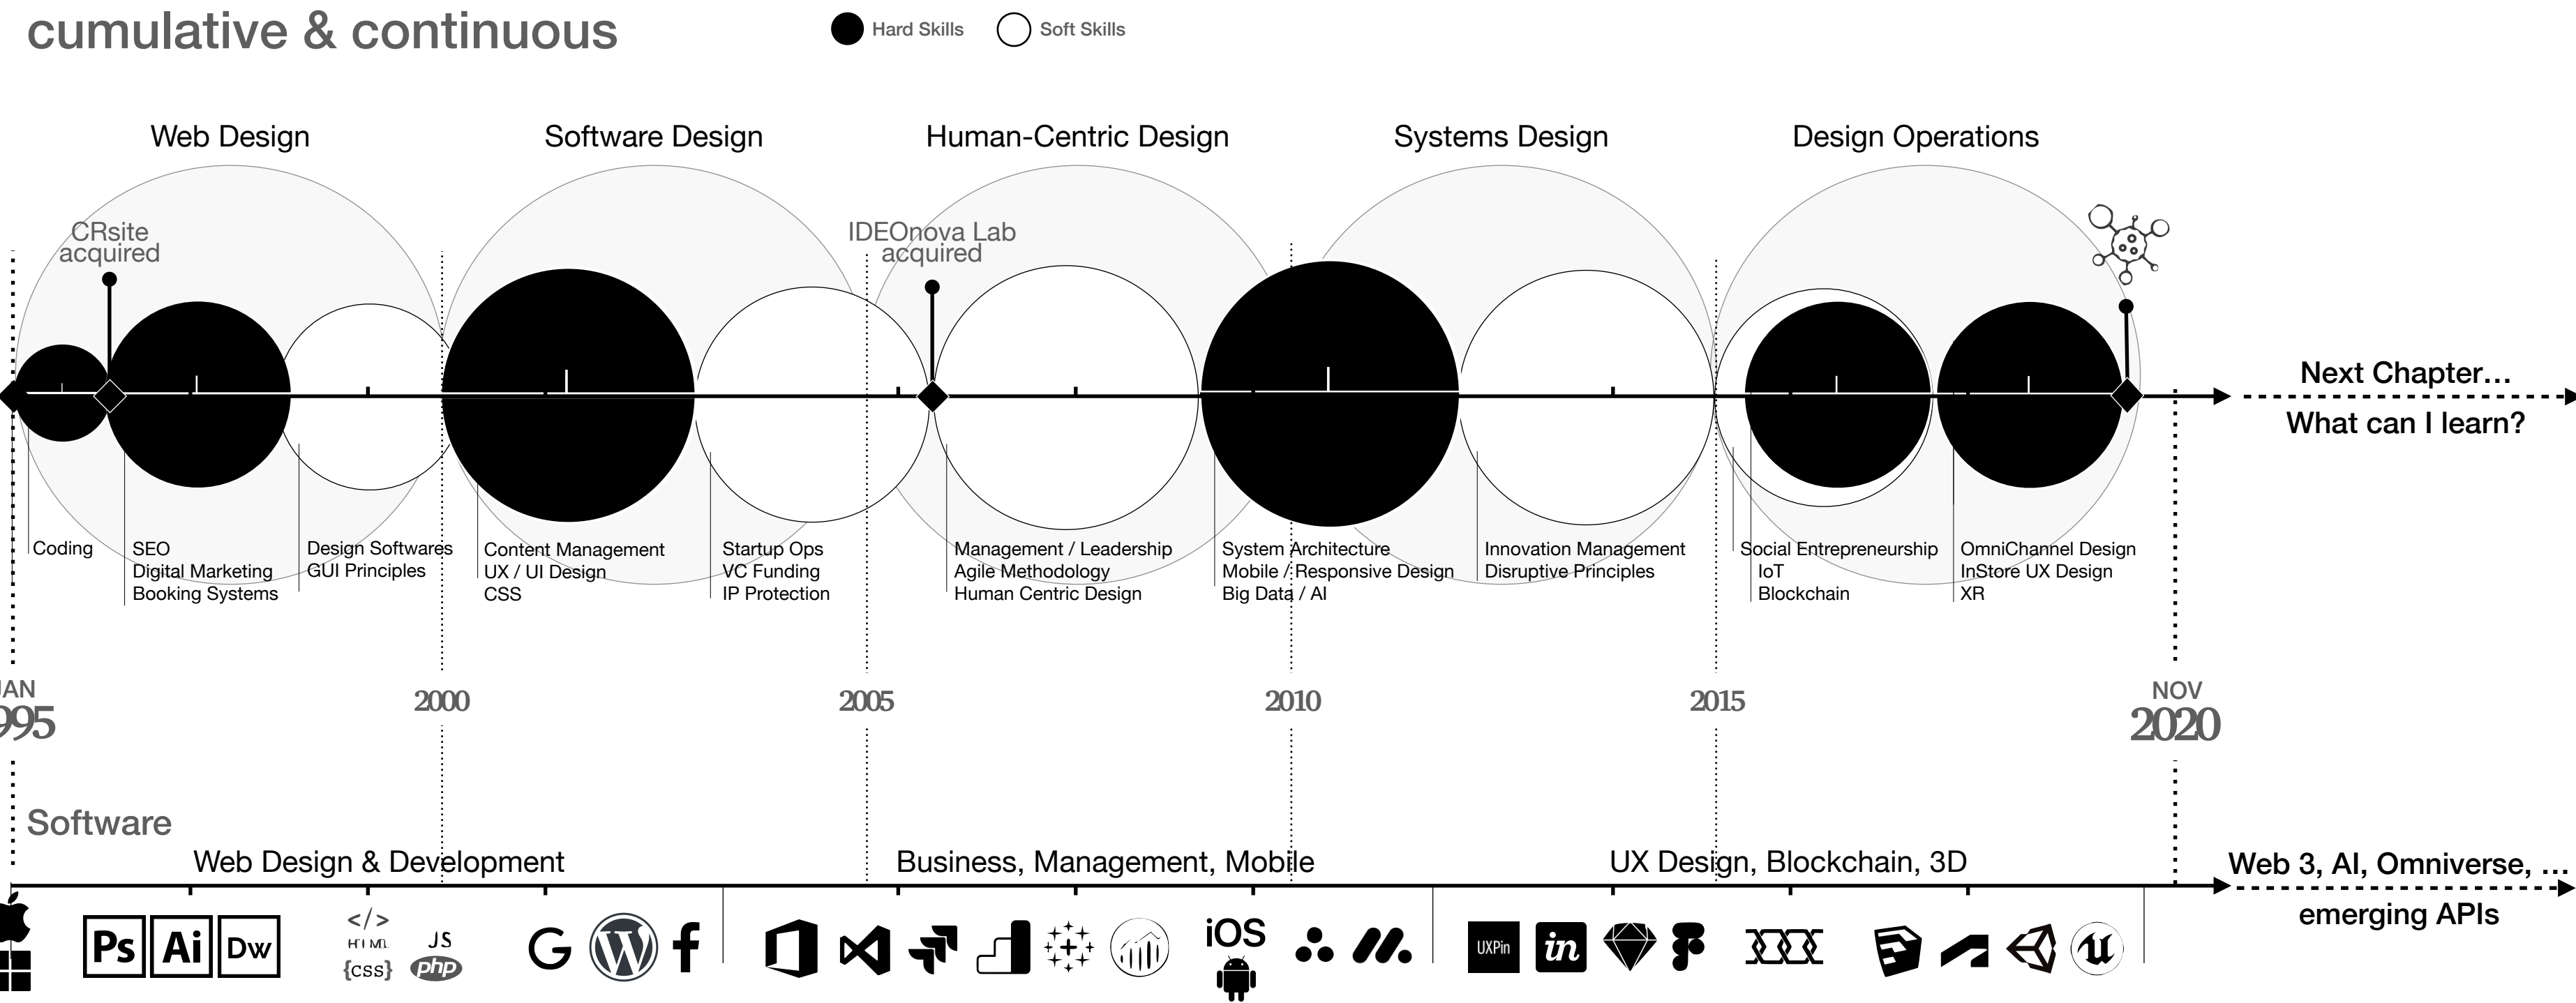 cumulative & continuous
Hard Skills
Soft Skills
Web Design
Software Design
Human-Centric Design
Systems Design
Design Operations
CRsite
acquired
IDEOnova Lab
acquired
Next Chapter...
What can I learn?
Coding
SEO
Digital Marketing
Booking Systems
Design Softwares
GUI Principles
Content Management
UX / UI Design
CSS
Startup Ops
VC Funding
IP Protection
Management / Leadership
Agile Methodology
Human Centric Design
System Architecture
Mobile / Responsive Design
Big Data / AI
Innovation Management
Disruptive Principles
Social Entrepreneurship
IoT
Blockchain
OmniChannel Design
InStore UX Design
XR
JAN
995
2000
2005
2010
2015
NOV
2020
Software
Web Design & Development
Business, Management, Mobile
UX Design, Blockchain, 3D
Web 3, AI, Omniverse, ...
emerging APIs
Ps
Ai
Dw
</>
HTML
{css}
JS
php
G
W
f
iOS
UXPin
in